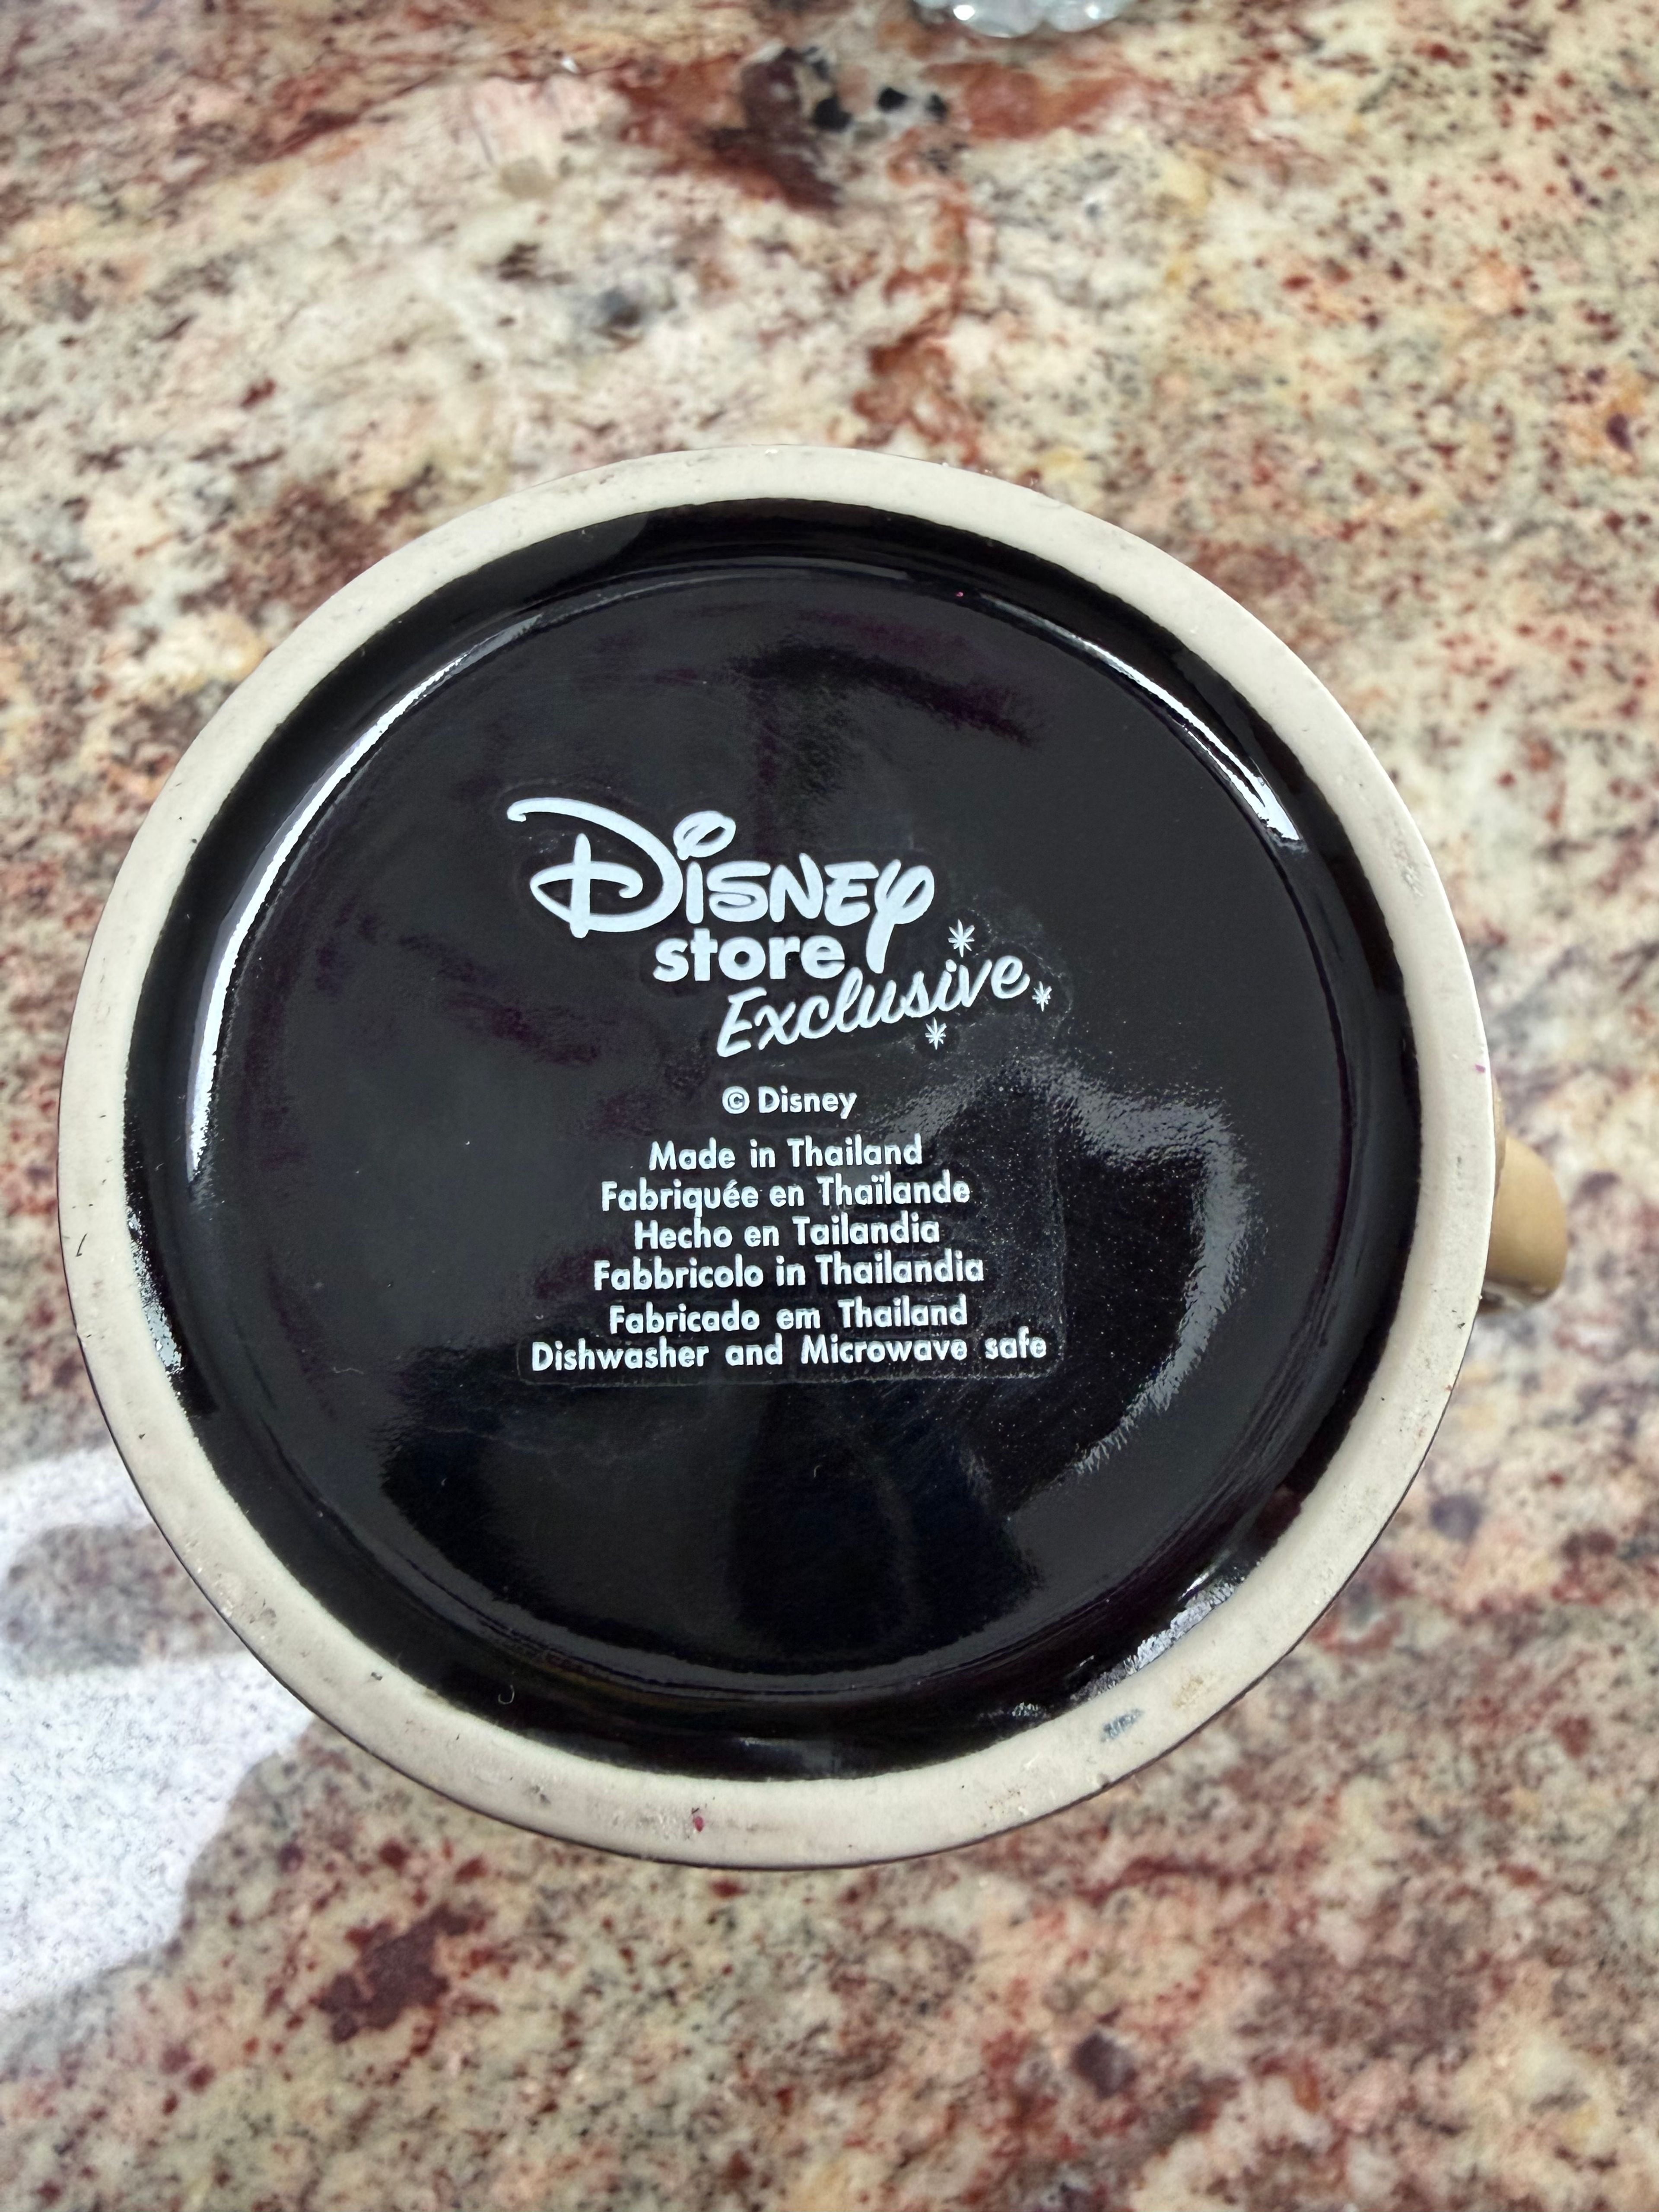 Disney
store
Exclusive
© Disney
Made in Thailand
Fabriquée en Thaïlande
Hecho en Tailandia
Fabbricolo in Thailandia
Fabricado em Thailand
Dishwasher and Microwave safe